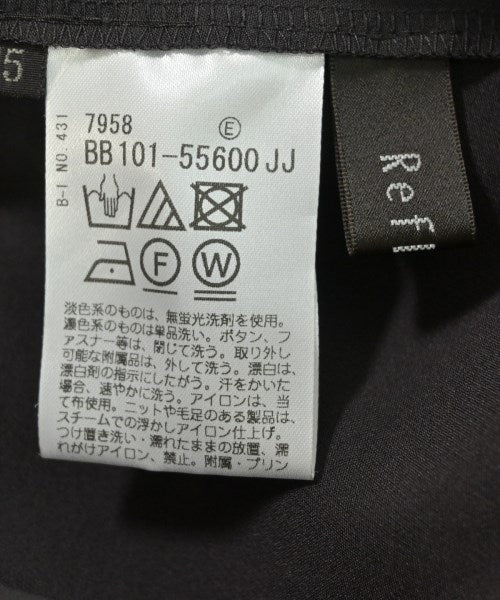 5
B-I NO. 431
7958
E
BB101-55600 JJ
F
W
淡色系のものは、無蛍光洗剤を使用。
濃色系のものは単品洗い。ボタン、フ
ァスナー等は、閉じて洗う。取り外し
可能な附属品は、外して洗う。漂白は、
漂白剤の指示にしたがう。汗をかいた
場合、速やかに洗う。アイロンは、当
て布使用。ニットや毛足のある製品は、
スチームでの浮かしアイロン仕上げ。
つけ置き洗い・濡れたままの放置、濡
れがけアイロン、禁止。附属・プリン
Refl